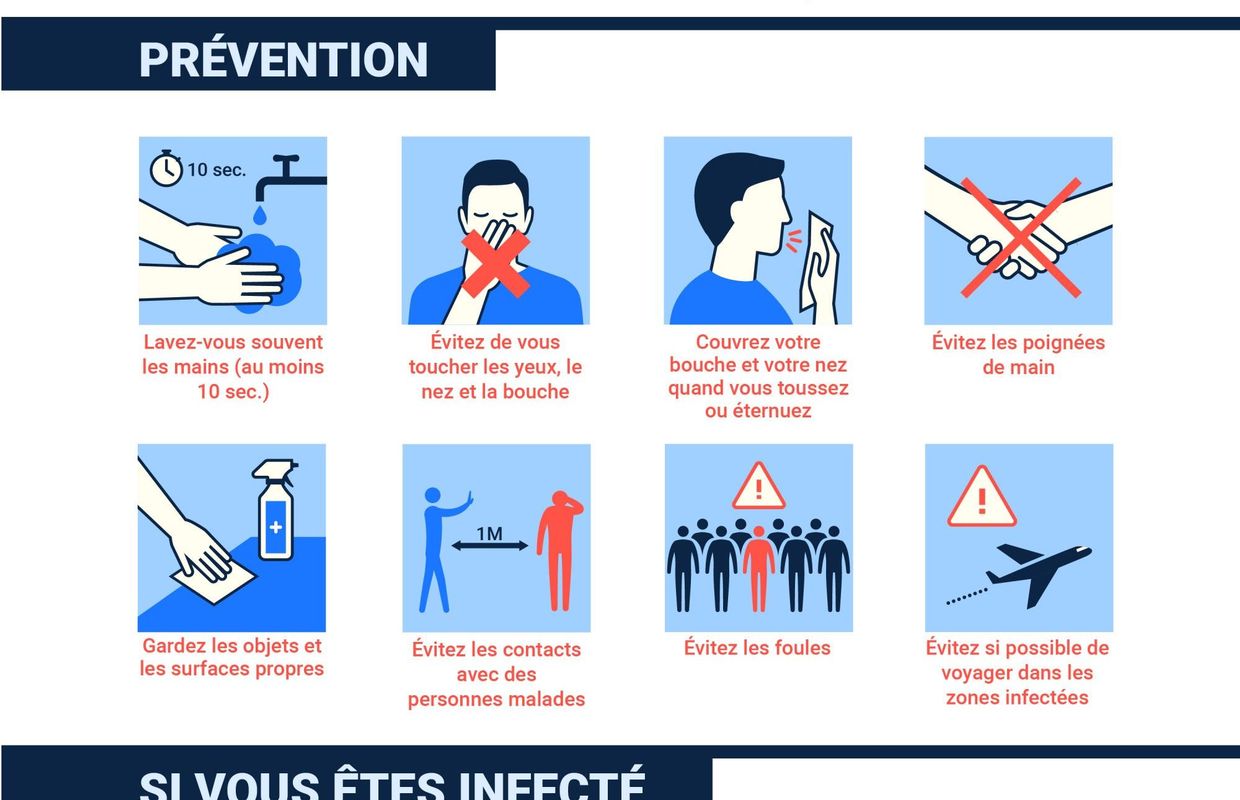 PRÉVENTION
10 sec.
Lavez-vous souvent
les mains (au moins
10 sec.)
Évitez de vous
toucher les yeux, le
nez et la bouche
Couvrez votre
bouche et votre nez
quand vous toussez
ou éternuez
Évitez les poignées
de main
Gardez les objets et
les surfaces propres
1M
Évitez les contacts
avec des
personnes malades
Évitez les foules
Évitez si possible de
voyager dans les
zones infectées
SI VOUS ÊTES INFECTÉ